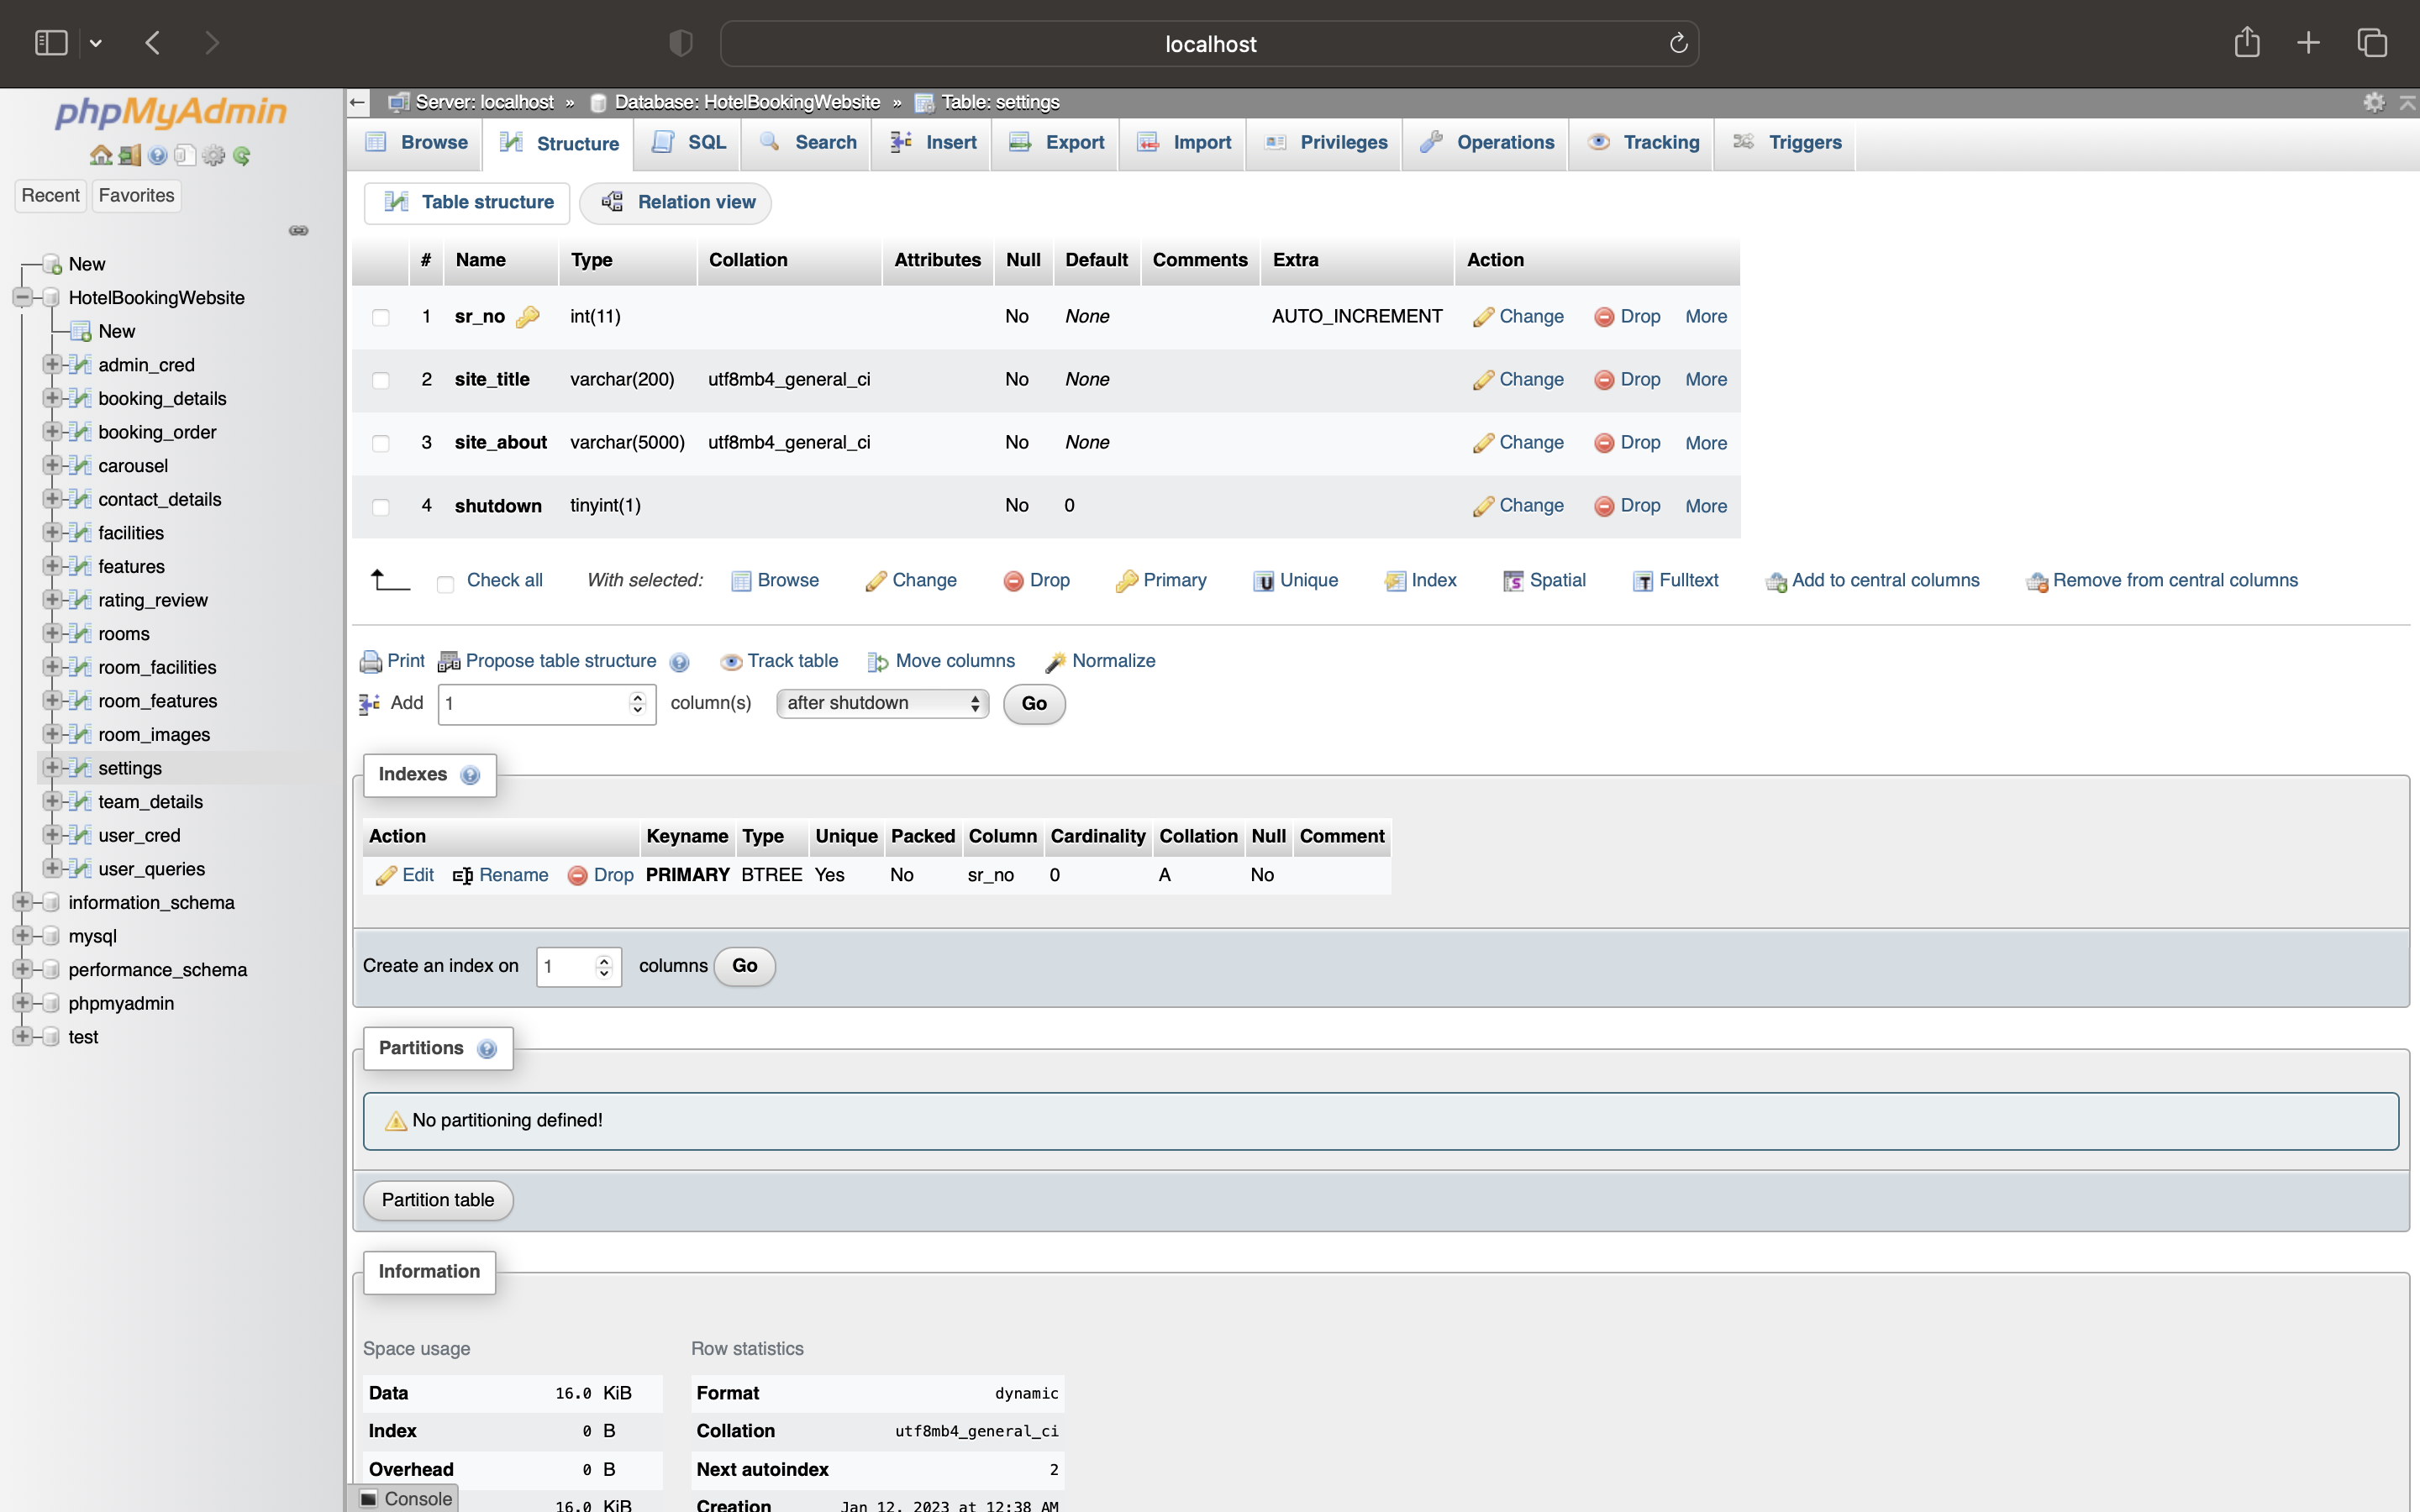 localhost
phpMyAdmin
Recent Favorites
New
HotelBookingWebsite
New
admin_cred
booking_details
booking_order
carousel
contact_details
facilities
features
rating_review
rooms
room_facilities
room_features
room_images
settings
team_details
user_cred
user_queries
information_schema
mysql
performance_schema
phpmyadmin
test
Server: localhost » Database: HotelBookingWebsite » Table: settings
Browse Structure SQL Search Insert Export Import Privileges Operations Tracking Triggers
Table structure Relation view
# Name Type Collation Attributes Null Default Comments Extra Action
1 sr_no int(11) No None AUTO_INCREMENT Change Drop More
2 site_title varchar(200) utf8mb4_general_ci No None Change Drop More
3 site_about varchar(5000) utf8mb4_general_ci No None Change Drop More
4 shutdown tinyint(1) No 0 Change Drop More
Check all With selected: Browse Change Drop Primary Unique Index Spatial Fulltext Add to central columns Remove from central columns
Print Propose table structure Track table Move columns Normalize
Add 1 column(s) after shutdown Go
Indexes
Action Keyname Type Unique Packed Column Cardinality Collation Null Comment
Edit Rename Drop PRIMARY BTREE Yes No sr_no 0 A No
Create an index on 1 columns Go
Partitions
No partitioning defined!
Partition table
Information
Space usage Row statistics
Data 16.0 KiB Format dynamic
Index 0 B Collation utf8mb4_general_ci
Overhead 0 B Next autoindex 2
Console 16.0 KiB Creation Jan 12, 2023 at 12:38 AM